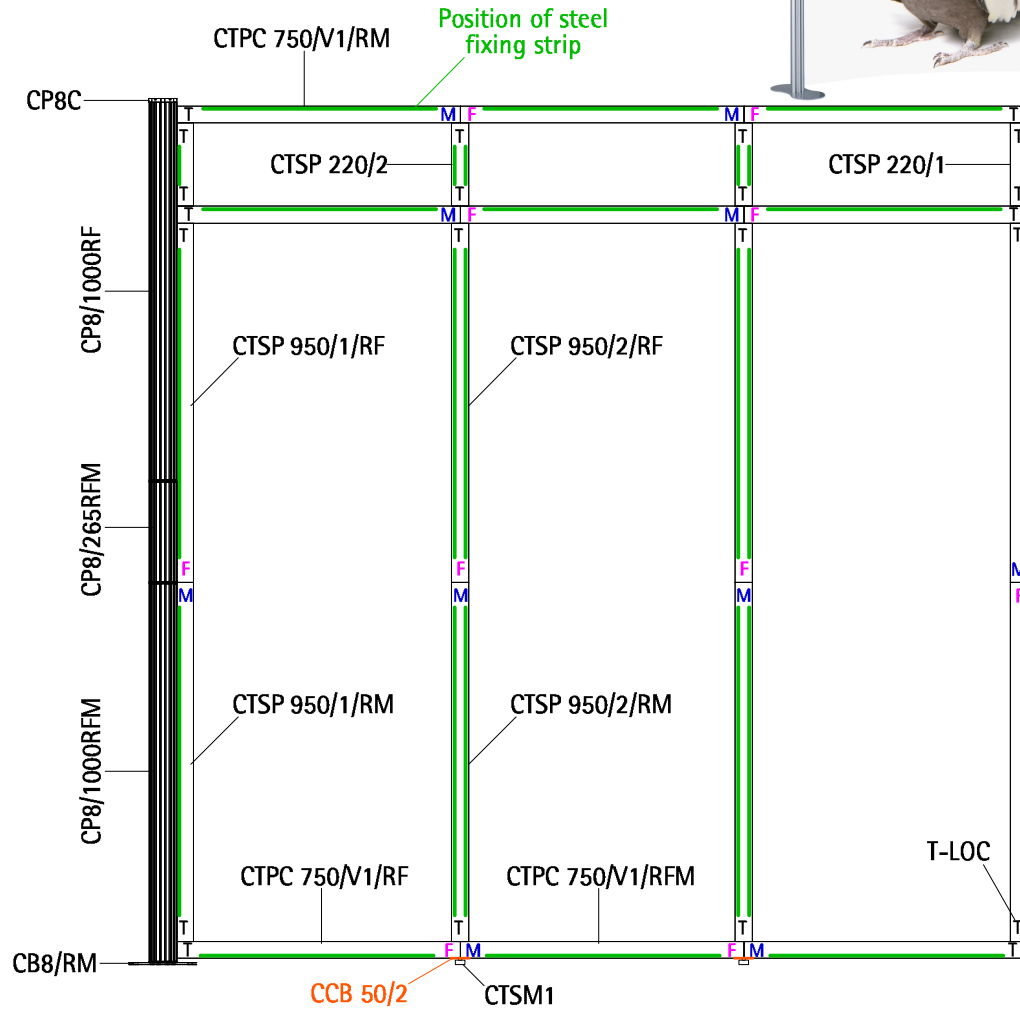 Position of steel
fixing strip
CTPC 750/V1/RM
CP8C
T M F M F T
T T T
CTSP 220/2
CTSP 220/1
T T T T
T M F M F T
T T T T
CP8/1000RF
CTSP 950/1/RF
CTSP 950/2/RF
CP8/265RFM
F F F M
M M M F
CTSP 950/1/RM
CTSP 950/2/RM
CP8/1000RFM
T-LOC
CTPC 750/V1/RF
CTPC 750/V1/RFM
T T T T
T F M F M T
CB8/RM
CCB 50/2
CTSM1